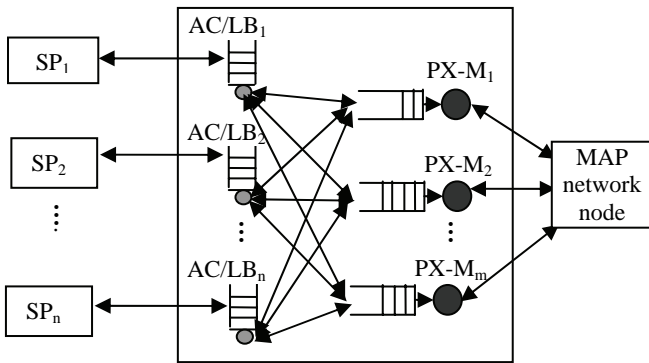 AC/LB₁
SP₁
PX-M₁
AC/LB₂
SP₂
PX-M₂
MAP
network
node
AC/LBₙ
PX-Mₘ
SPₙ